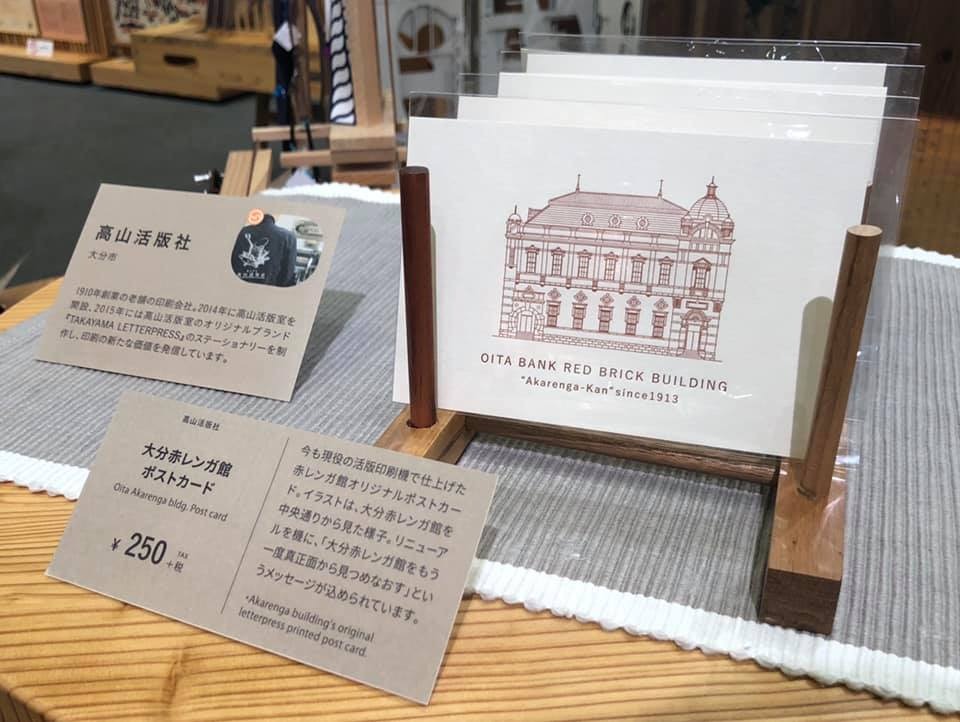 高山活版社
大分市
1910年創業の老舗の印刷会社。2014年に高山活版室を
開設、2015年には高山活版室のオリジナルブランド
『TAKAYAMA LETTERPRESS』のステーショナリーを制
作し、印刷の新たな価値を発信しています。
高山活版社
大分赤レンガ館
ポストカード
Oita Akarenga bldg. Post card
¥ 250 TAX
+税
今も現役の活版印刷機で仕上げた
赤レンガ館オリジナルポストカー
ド。イラストは、大分赤レンガ館を
中央通りから見た様子。リニューア
ルを機に、「大分赤レンガ館をもう
一度真正面から見つめなおす」とい
うメッセージが込められています。
*Akarenga building's original
letterpress printed post card.
OITA BANK RED BRICK BUILDING
"Akarenga-Kan" since1913